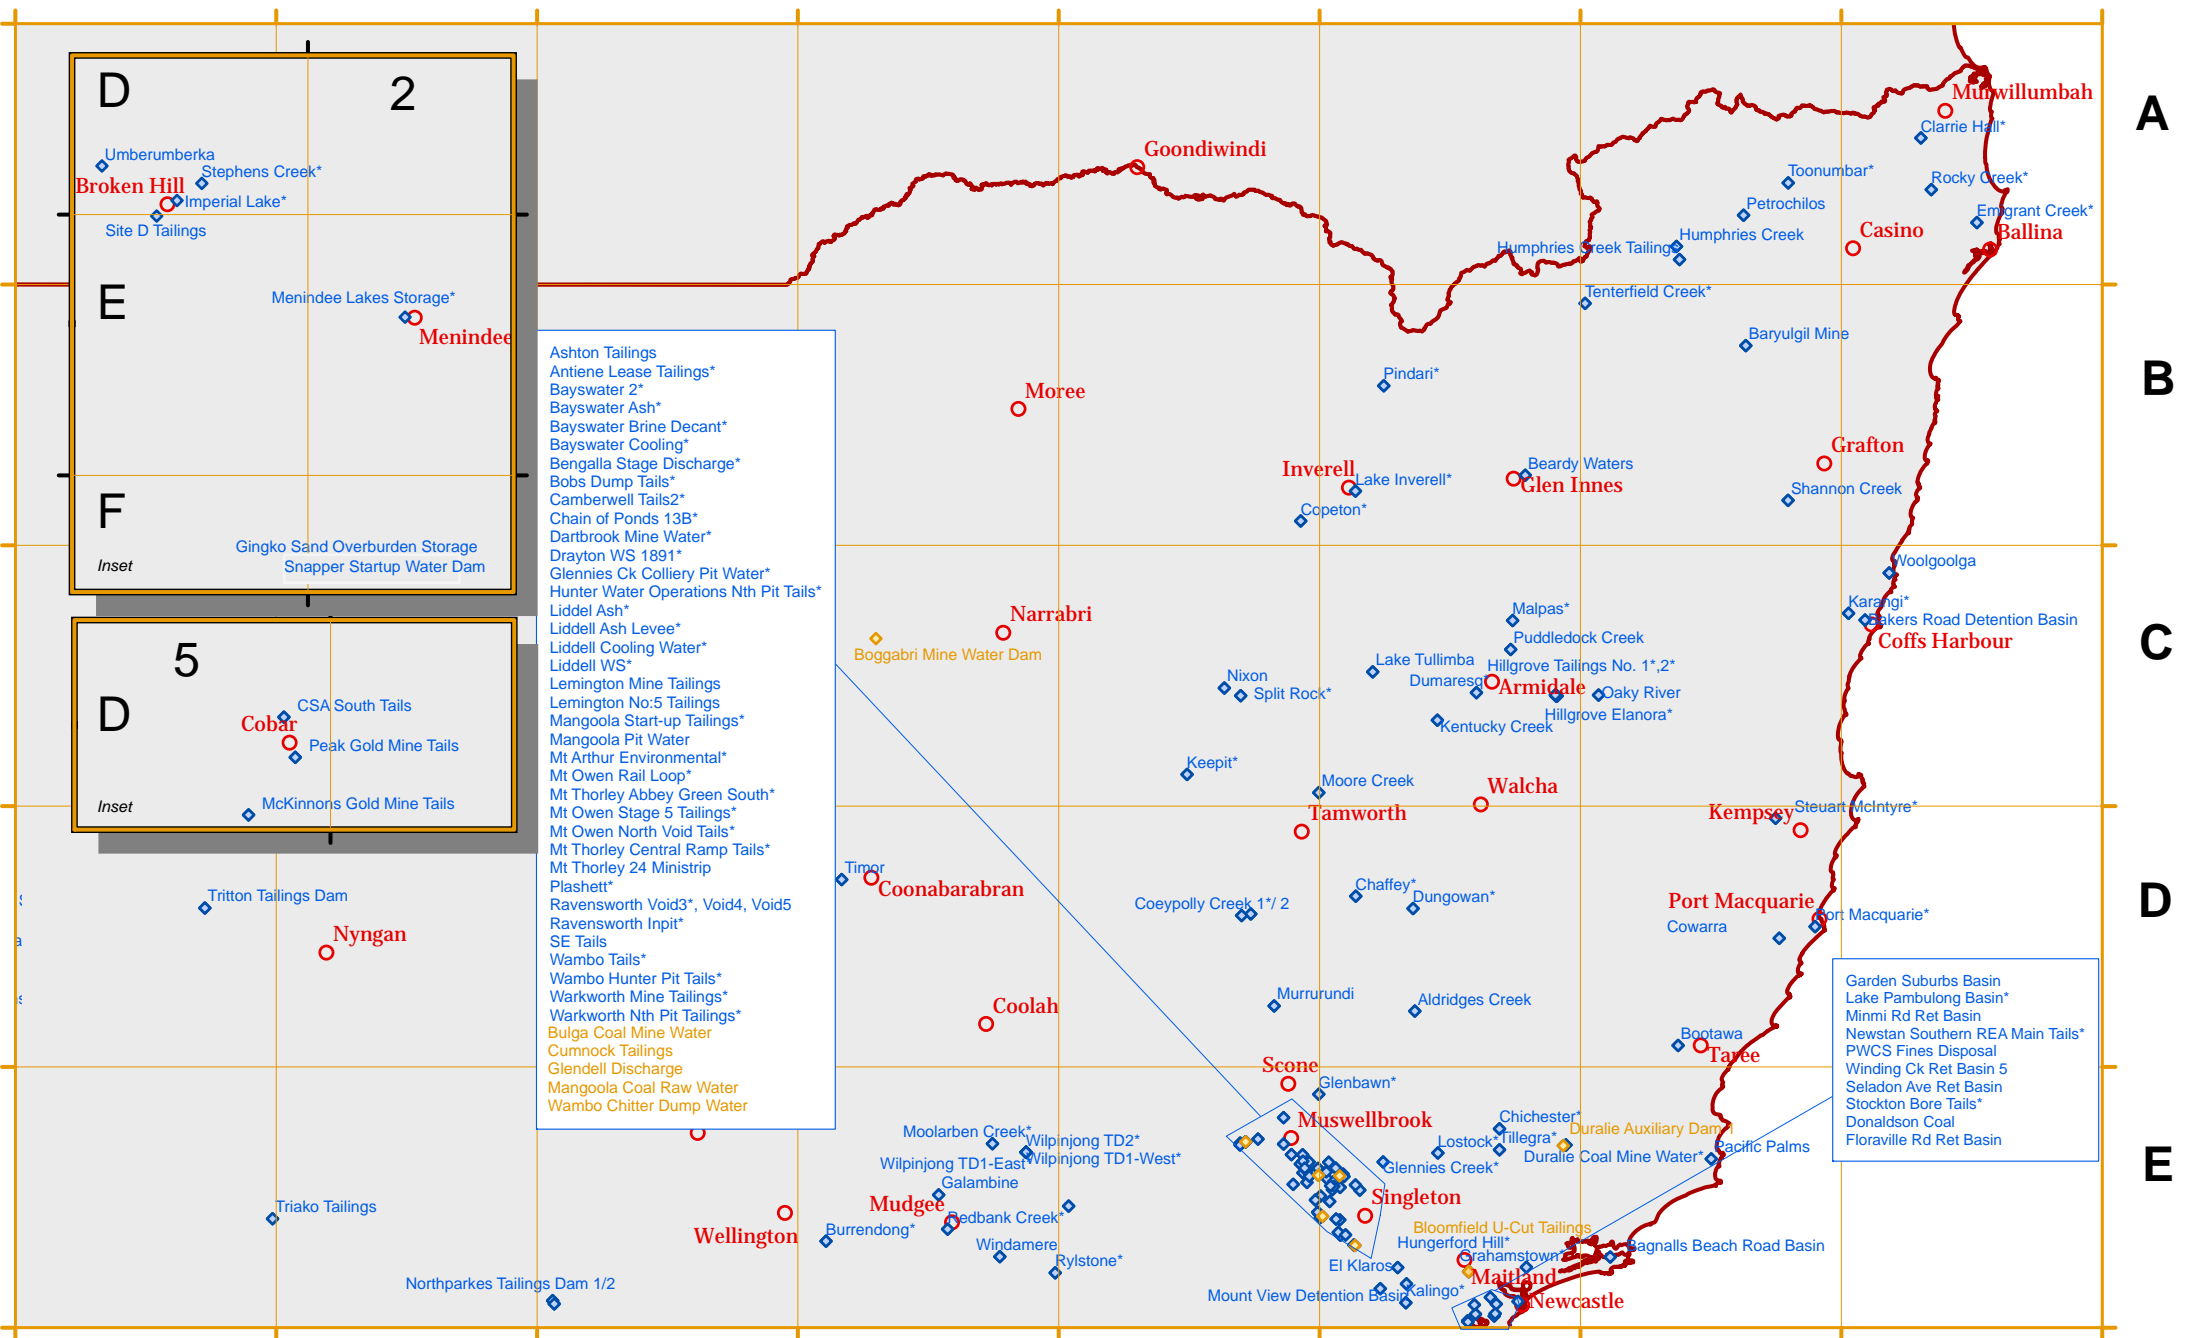 D
2
Umberumberka
Stephens Creek*
Broken Hill
Imperial Lake*
Site D Tailings
E
Menindee Lakes Storage*
Menindee
F
Gingko Sand Overburden Storage
Snapper Startup Water Dam
Inset
5
D
CSA South Tails
Cobar
Peak Gold Mine Tails
McKinnons Gold Mine Tails
Inset
Ashton Tailings
Antiene Lease Tailings*
Bayswater 2*
Bayswater Ash*
Bayswater Brine Decant*
Bayswater Cooling*
Bengalla Stage Discharge*
Bobs Dump Tails*
Camberwell Tails2*
Chain of Ponds 13B*
Dartbrook Mine Water*
Drayton WS 1891*
Glennies Ck Colliery Pit Water*
Hunter Water Operations Nth Pit Tails*
Liddel Ash*
Liddell Ash Levee*
Liddell Cooling Water*
Liddell WS*
Lemington Mine Tailings
Lemington No:5 Tailings
Mangoola Start-up Tailings*
Mangoola Pit Water
Mt Arthur Environmental*
Mt Owen Rail Loop*
Mt Thorley Abbey Green South*
Mt Owen Stage 5 Tailings*
Mt Owen North Void Tails*
Mt Thorley Central Ramp Tails*
Mt Thorley 24 Ministrip
Plashett*
Ravensworth Void3*, Void4, Void5
Ravensworth Inpit*
SE Tails
Wambo Tails*
Wambo Hunter Pit Tails*
Warkworth Mine Tailings*
Warkworth Nth Pit Tailings*
Bulga Coal Mine Water
Cumnock Tailings
Glendell Discharge
Mangoola Coal Raw Water
Wambo Chitter Dump Water
A
Murwillumbah
Clarrie Hall*
Goondiwindi
Toonumbar*
Rocky Creek*
Petrochilos
Emigrant Creek*
Humphries Creek
Casino
Ballina
Humphries Creek Tailings
Tenterfield Creek*
Baryulgil Mine
B
Pindari*
Moree
Grafton
Inverell
Lake Inverell*
Beardy Waters
Glen Innes
Shannon Creek
Copeton*
Woolgoolga
Karangi*
Bakers Road Detention Basin
Coffs Harbour
C
Malpas*
Narrabri
Boggabri Mine Water Dam
Puddledock Creek
Lake Tullimba
Hillgrove Tailings No. 1*,2*
Nixon
Dumaresq*
Armidale
Split Rock*
Oaky River
Hillgrove Elanora*
Kentucky Creek
Keepit*
Moore Creek
Walcha
Tamworth
Kempsey
Steuart McIntyre*
Timor
Coonabarabran
Tritton Tailings Dam
Nyngan
Chaffey*
Dungowan*
Coeypolly Creek 1*/ 2
Port Macquarie
Port Macquarie*
Cowarra
D
Murrurundi
Aldridges Creek
Coolah
Bootawa
Taree
Garden Suburbs Basin
Lake Pambulong Basin*
Minmi Rd Ret Basin
Newstan Southern REA Main Tails*
PWCS Fines Disposal
Winding Ck Ret Basin 5
Seladon Ave Ret Basin
Stockton Bore Tails*
Donaldson Coal
Floraville Rd Ret Basin
Scone
Glenbawn*
Muswellbrook
Chichester*
Moolarben Creek*
Wilpinjong TD2*
Lostock*
Tillegra*
Duralie Auxiliary Dam 1
Pacific Palms
Wilpinjong TD1-East
Wilpinjong TD1-West*
Glennies Creek*
Duralie Coal Mine Water*
E
Galambine
Singleton
Triako Tailings
Mudgee
Redbank Creek*
Wellington
Burrendong*
Bloomfield U-Cut Tailings
Windamere
Hungerford Hill*
Bagnalls Beach Road Basin
Rylstone*
El Klaros
Grahamstown*
Maitland
Northparkes Tailings Dam 1/2
Mount View Detention Basin
Kalingo*
Newcastle